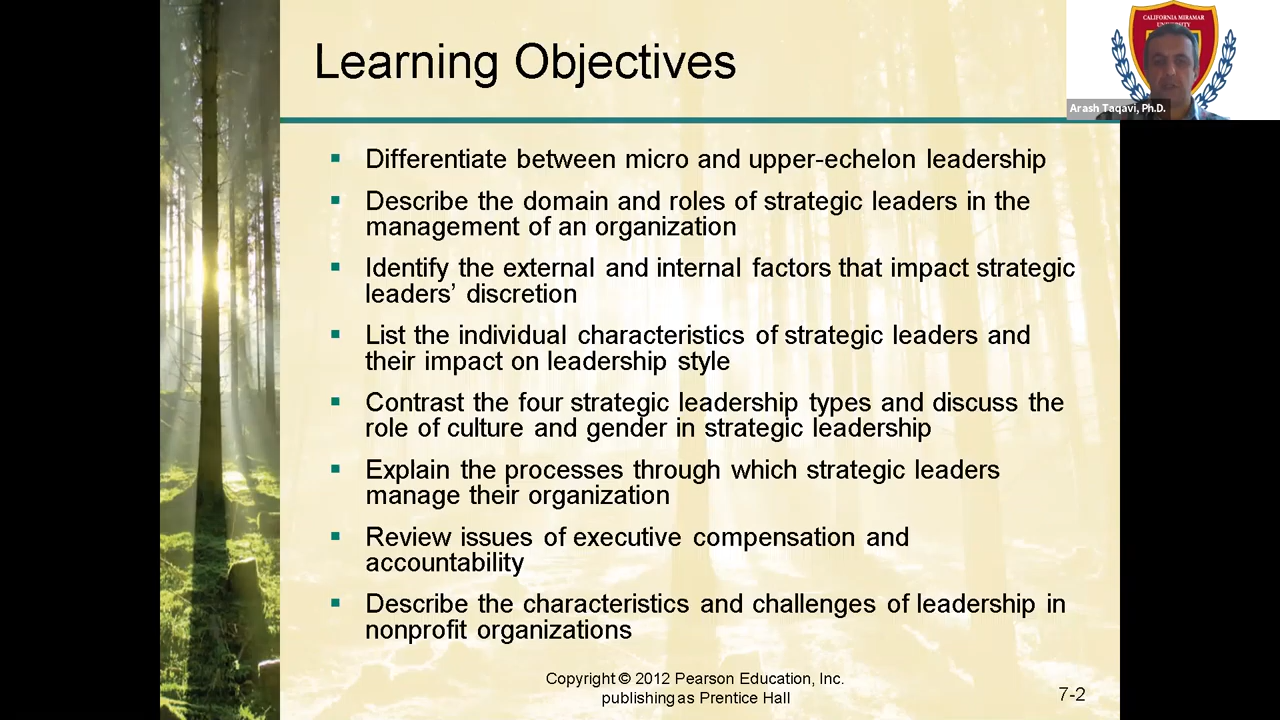 Learning Objectives
CALIFORNIA MIRAMAR
UNIVERSITY
Arash Taqavi, Ph.D.
▪ Differentiate between micro and upper-echelon leadership
▪ Describe the domain and roles of strategic leaders in the
management of an organization
▪ Identify the external and internal factors that impact strategic
leaders’ discretion
▪ List the individual characteristics of strategic leaders and
their impact on leadership style
▪ Contrast the four strategic leadership types and discuss the
role of culture and gender in strategic leadership
▪ Explain the processes through which strategic leaders
manage their organization
▪ Review issues of executive compensation and
accountability
▪ Describe the characteristics and challenges of leadership in
nonprofit organizations
Copyright © 2012 Pearson Education, Inc.
publishing as Prentice Hall
7-2